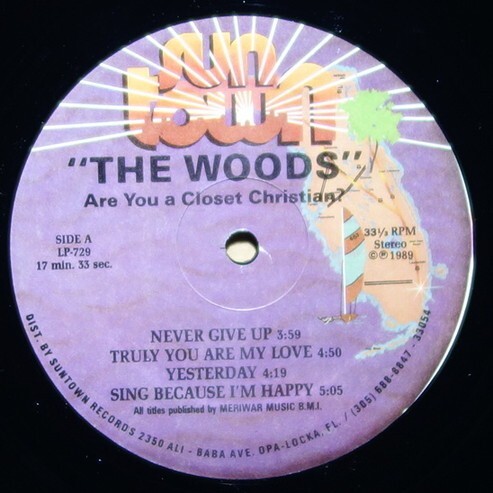 sun
town
"THE WOODS"
Are You a Closet Christian?
SIDE A
LP-729
17 min. 33 sec.
33⅓ RPM
Stereo
©℗1989
NEVER GIVE UP 3:59
TRULY YOU ARE MY LOVE 4:50
YESTERDAY 4:19
SING BECAUSE I'M HAPPY 5:05
All titles published by MERIWAR MUSIC B.M.I.
DIST. BY SUNTOWN RECORDS 2350 ALI - BABA AVE. OPA-LOCKA, FL. / (305) 688-8847 - 33054